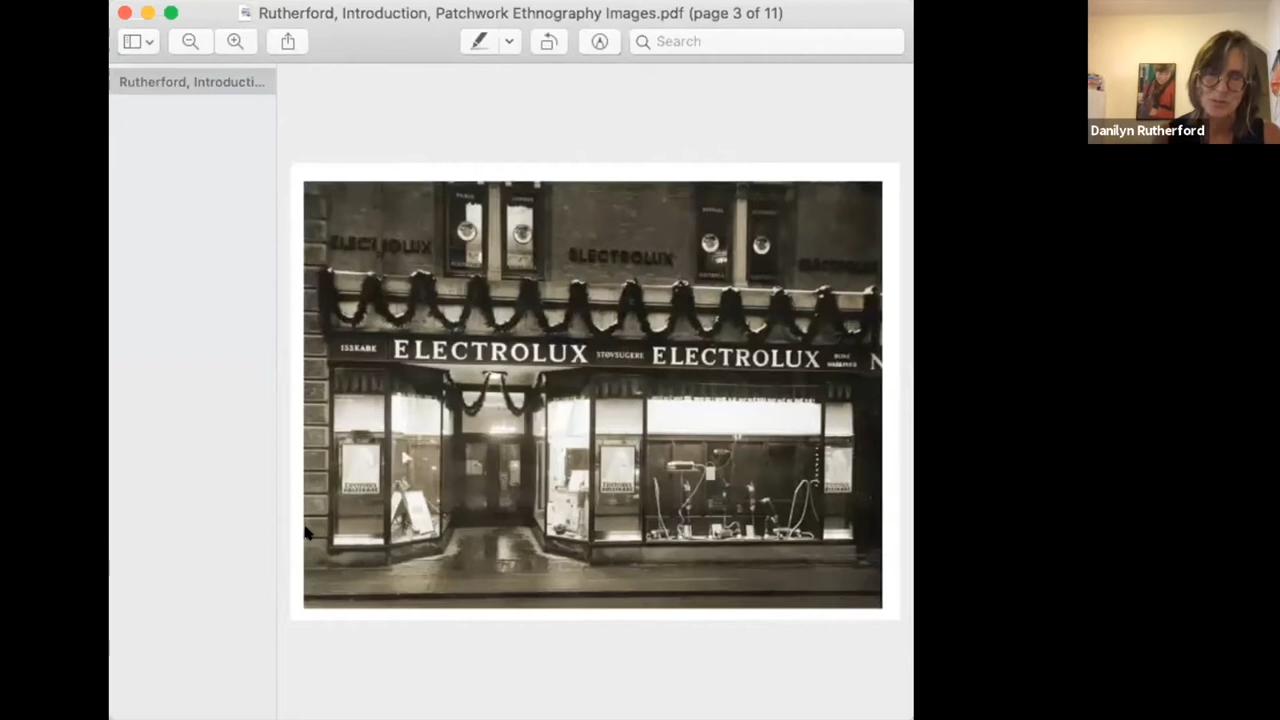 Rutherford, Introduction, Patchwork Ethnography Images.pdf (page 3 of 11)
Search
Rutherford, Introducti...
Danilyn Rutherford
ELECTROLUX
ELECTROLUX
ELECTROLUX
ISSKABE ELECTROLUX STØVSUGERE ELECTROLUX
N